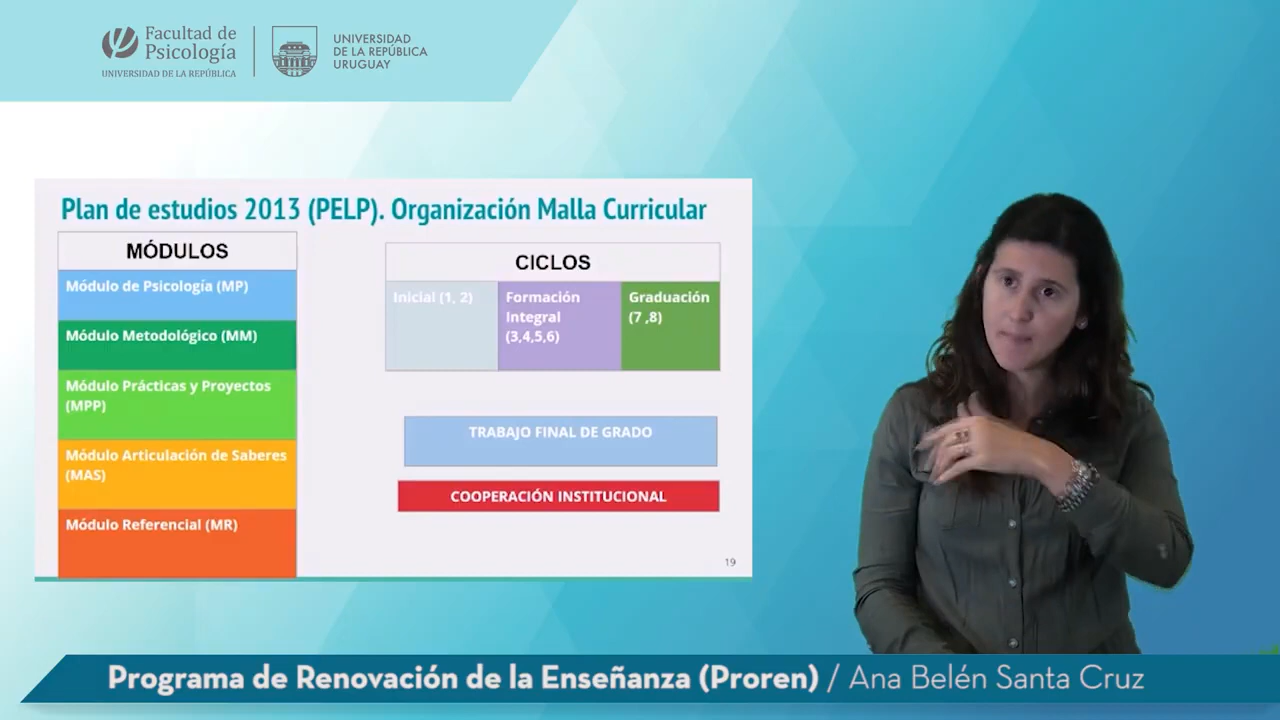 Facultad de
Psicología
UNIVERSIDAD DE LA REPÚBLICA
UNIVERSIDAD
DE LA REPÚBLICA
URUGUAY
Plan de estudios 2013 (PELP). Organización Malla Curricular
MÓDULOS
Módulo de Psicología (MP)
Módulo Metodológico (MM)
Módulo Prácticas y Proyectos
(MPP)
Módulo Articulación de Saberes
(MAS)
Módulo Referencial (MR)
CICLOS
Inicial (1, 2)
Formación
Integral
(3,4,5,6)
Graduación
(7 ,8)
TRABAJO FINAL DE GRADO
COOPERACIÓN INSTITUCIONAL
19
Programa de Renovación de la Enseñanza (Proren) / Ana Belén Santa Cruz